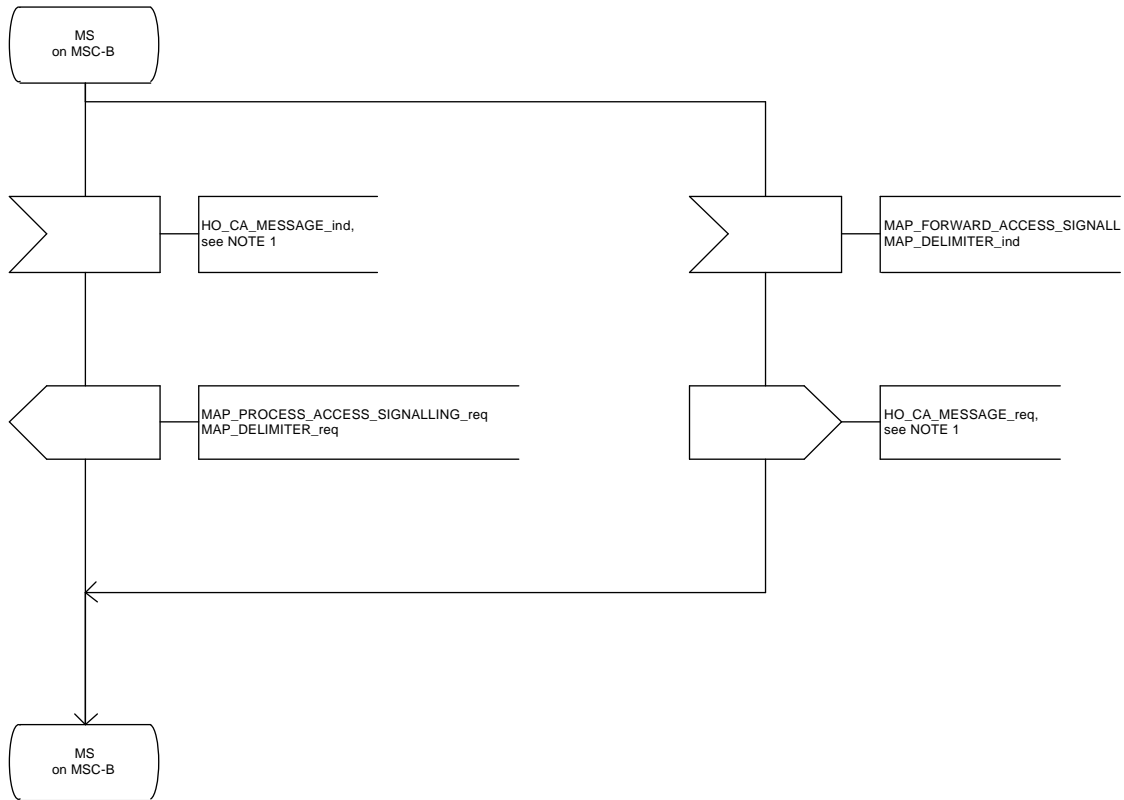 MS
on MSC-B
HO_CA_MESSAGE_ind,
see NOTE 1
MAP_FORWARD_ACCESS_SIGNALL
MAP_DELIMITER_ind
MAP_PROCESS_ACCESS_SIGNALLING_req
MAP_DELIMITER_req
HO_CA_MESSAGE_req,
see NOTE 1
MS
on MSC-B